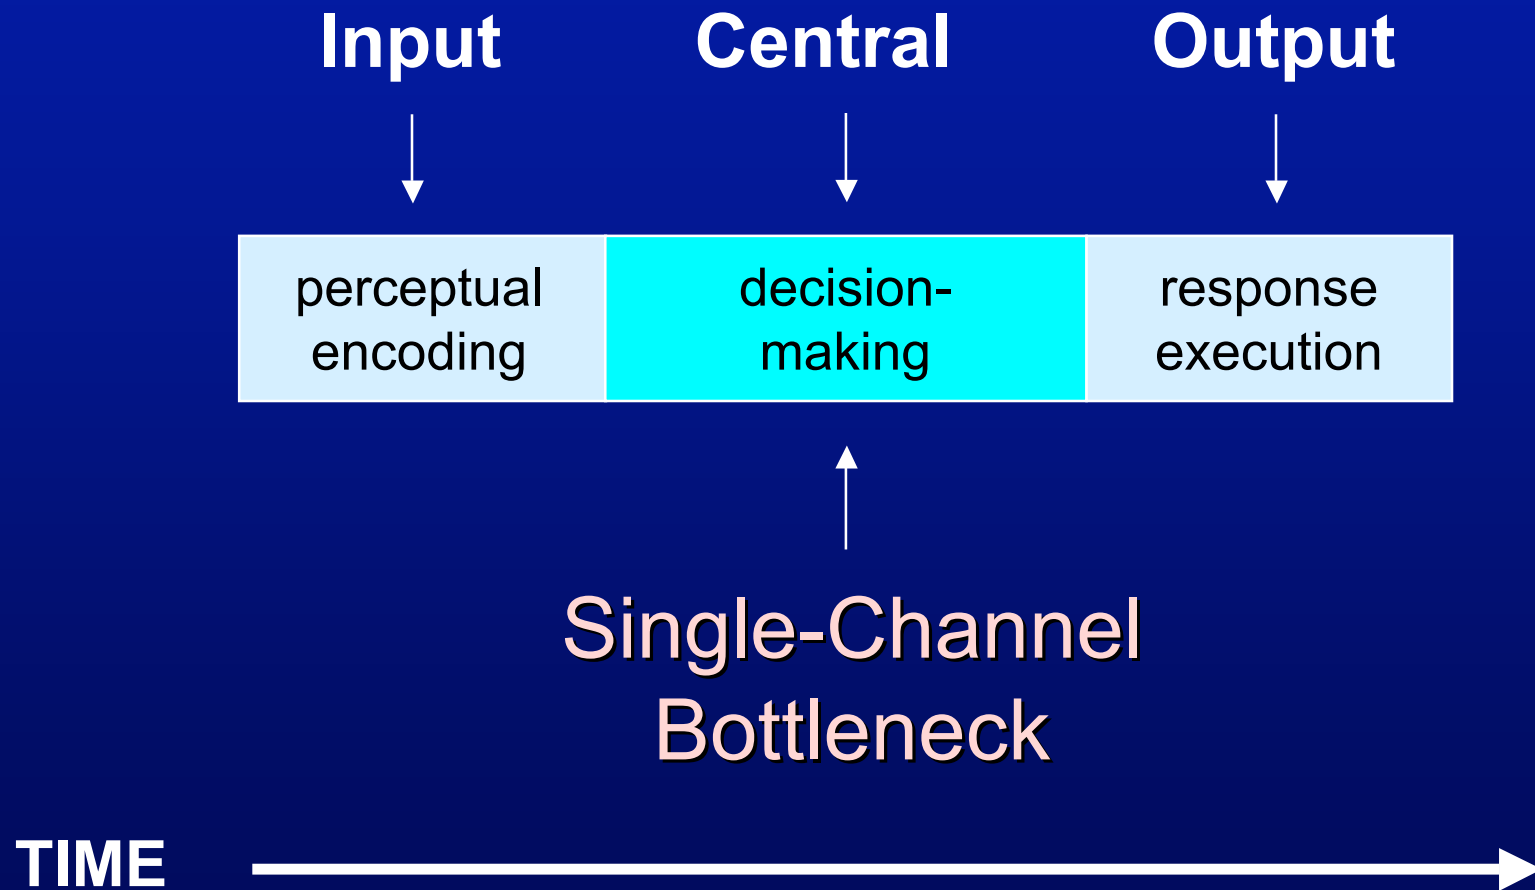 Input Central Output
perceptual encoding
decision-
making
response
execution
Single-Channel
Bottleneck
TIME